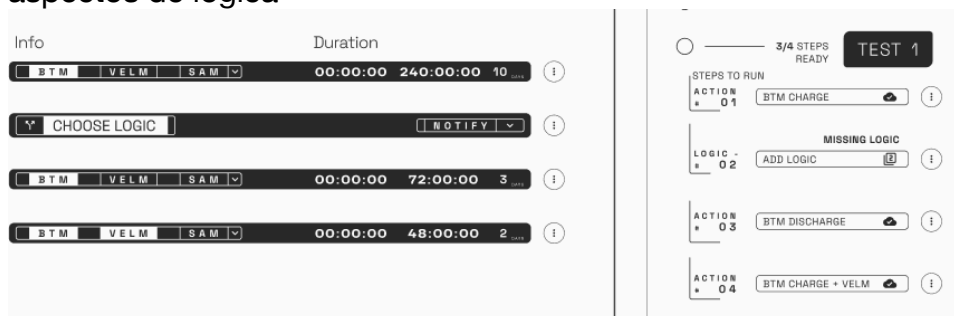 aspectos de lógica
Info Duration
BTM VELM SAM 00:00:00 240:00:00 10 DAYS
CHOOSE LOGIC NOTIFY
BTM VELM SAM 00:00:00 72:00:00 3 DAYS
BTM VELM SAM 00:00:00 48:00:00 2 DAYS
3/4 STEPS
READY
TEST 1
STEPS TO RUN
ACTION
# 01
BTM CHARGE
MISSING LOGIC
LOGIC -
# 02
ADD LOGIC
ACTION
# 03
BTM DISCHARGE
ACTION
# 04
BTM CHARGE + VELM